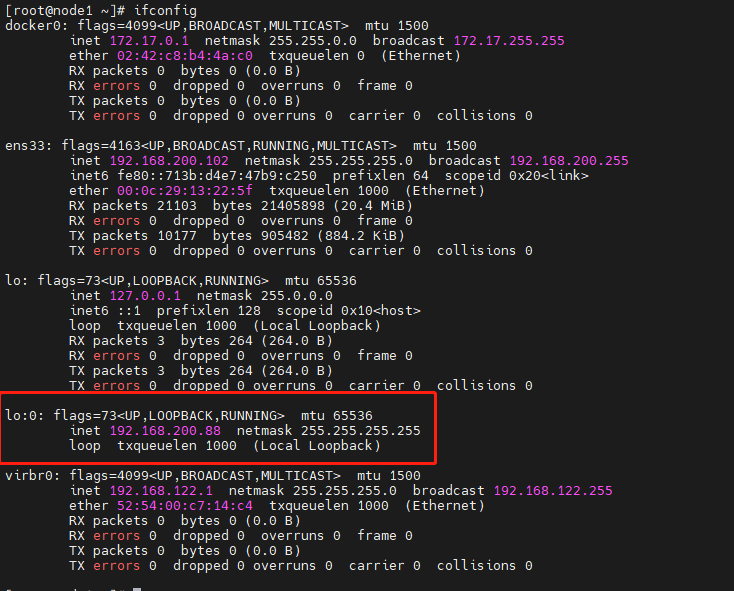 [root@node1 ~]# ifconfig
docker0: flags=4099<UP,BROADCAST,MULTICAST>  mtu 1500
        inet 172.17.0.1  netmask 255.255.0.0  broadcast 172.17.255.255
        ether 02:42:c8:b4:4a:c0  txqueuelen 0  (Ethernet)
        RX packets 0  bytes 0 (0.0 B)
        RX errors 0  dropped 0  overruns 0  frame 0
        TX packets 0  bytes 0 (0.0 B)
        TX errors 0  dropped 0 overruns 0  carrier 0  collisions 0

ens33: flags=4163<UP,BROADCAST,RUNNING,MULTICAST>  mtu 1500
        inet 192.168.200.102  netmask 255.255.255.0  broadcast 192.168.200.255
        inet6 fe80::713b:d4e7:47b9:c250  prefixlen 64  scopeid 0x20<link>
        ether 00:0c:29:13:22:5f  txqueuelen 1000  (Ethernet)
        RX packets 21103  bytes 21405898 (20.4 MiB)
        RX errors 0  dropped 0  overruns 0  frame 0
        TX packets 10177  bytes 905482 (884.2 KiB)
        TX errors 0  dropped 0 overruns 0  carrier 0  collisions 0

lo: flags=73<UP,LOOPBACK,RUNNING>  mtu 65536
        inet 127.0.0.1  netmask 255.0.0.0
        inet6 ::1  prefixlen 128  scopeid 0x10<host>
        loop  txqueuelen 1000  (Local Loopback)
        RX packets 3  bytes 264 (264.0 B)
        RX errors 0  dropped 0  overruns 0  frame 0
        TX packets 3  bytes 264 (264.0 B)
        TX errors 0  dropped 0 overruns 0  carrier 0  collisions 0

lo:0: flags=73<UP,LOOPBACK,RUNNING>  mtu 65536
        inet 192.168.200.88  netmask 255.255.255.255
        loop  txqueuelen 1000  (Local Loopback)

virbr0: flags=4099<UP,BROADCAST,MULTICAST>  mtu 1500
        inet 192.168.122.1  netmask 255.255.255.0  broadcast 192.168.122.255
        ether 52:54:00:c7:14:c4  txqueuelen 1000  (Ethernet)
        RX packets 0  bytes 0 (0.0 B)
        RX errors 0  dropped 0  overruns 0  frame 0
        TX packets 0  bytes 0 (0.0 B)
        TX errors 0  dropped 0 overruns 0  carrier 0  collisions 0